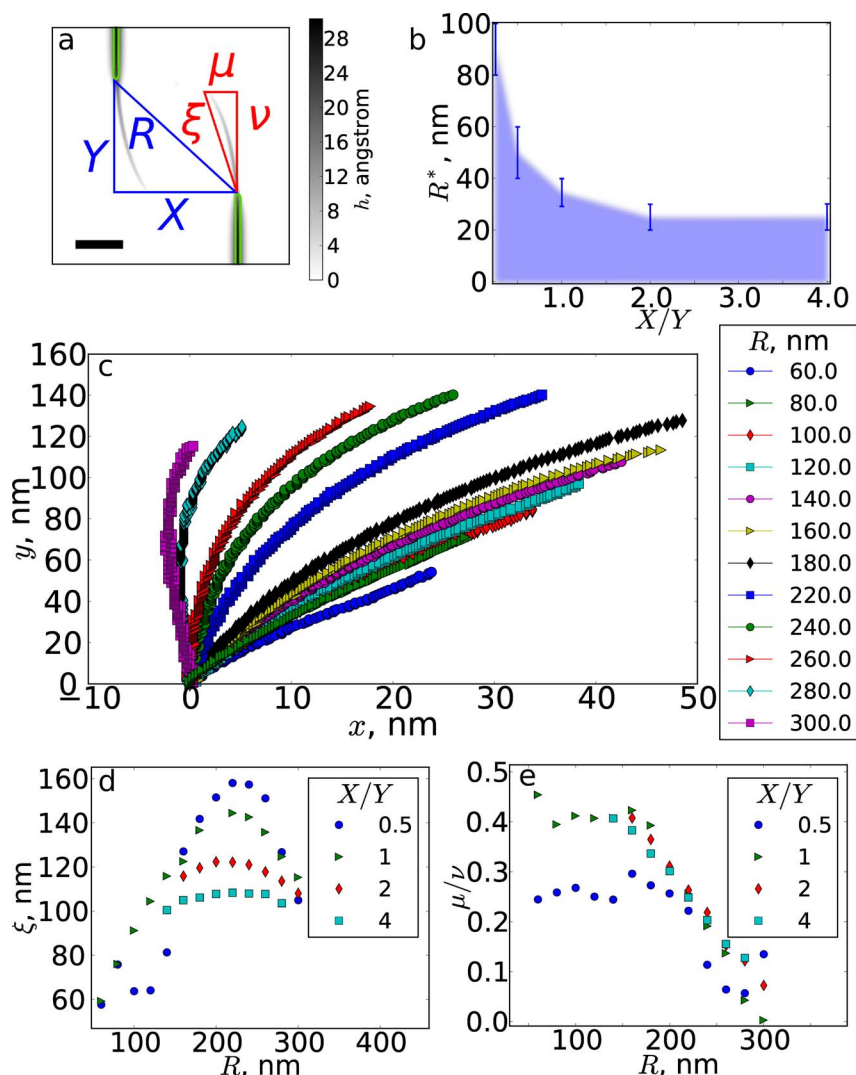 a
μ
ξ
ν
Y
R
X
28
24
20
16
12
8
4
0
h, angstrom
b
100
80
60
40
20
0
R*, nm
1.0 2.0 3.0 4.0
X/Y
c
160
140
120
100
80
60
40
20
0
y, nm
−10 0 10 20 30 40 50
x, nm
R, nm
60.0
80.0
100.0
120.0
140.0
160.0
180.0
220.0
240.0
260.0
280.0
300.0
d
160
140
120
100
80
60
ξ, nm
100 200 300 400
R, nm
X/Y
0.5
1
2
4
e
0.5
0.4
0.3
0.2
0.1
0.0
μ/ν
100 200 300 400
R, nm
X/Y
0.5
1
2
4